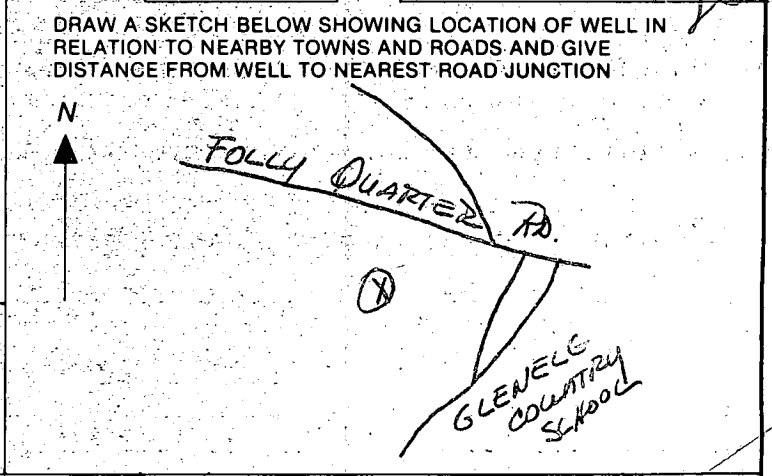 DRAW A SKETCH BELOW SHOWING LOCATION OF WELL IN
RELATION TO NEARBY TOWNS AND ROADS AND GIVE
DISTANCE FROM WELL TO NEAREST ROAD JUNCTION
N
FOLLY QUARTER RD.
X
GLENELG
COUNTRY
SCHOOL